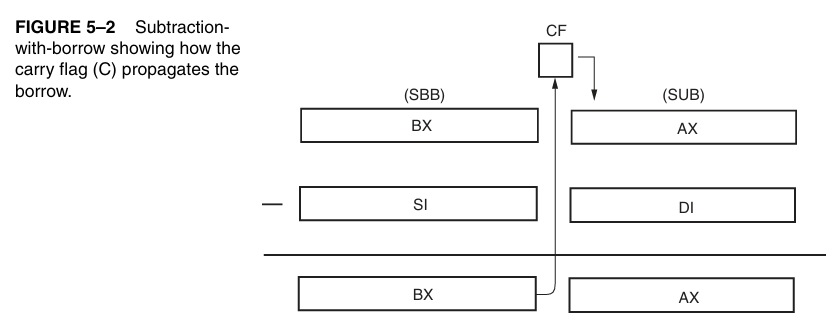 FIGURE 5–2 Subtraction-
with-borrow showing how the
carry flag (C) propagates the
borrow.
CF
(SBB) (SUB)
BX AX
— SI DI
BX AX